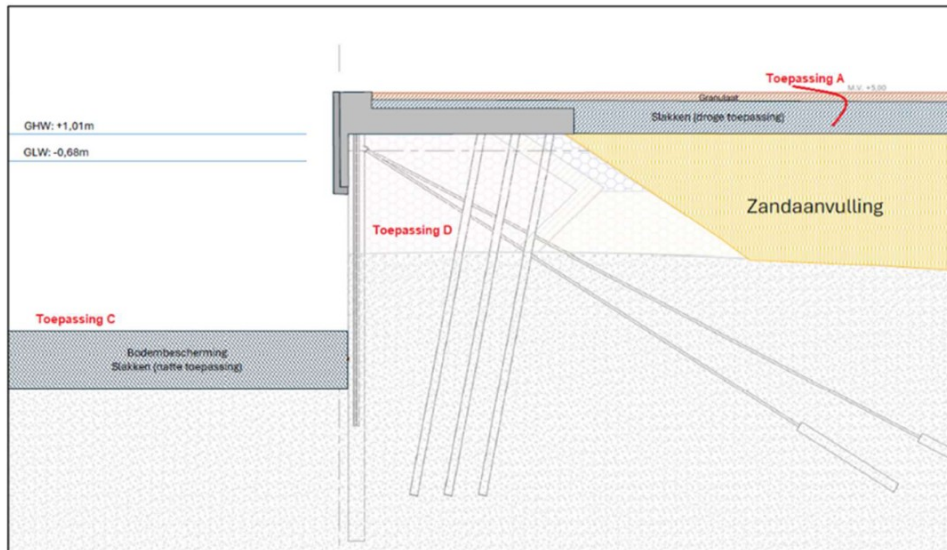 Toepassing A
M.V. +5,00
Granulaat
Slakken (droge toepassing)
GHW: +1,01m
GLW: -0,68m
Zandaanvulling
Toepassing D
Toepassing C
Bodembescherming
Slakken (natte toepassing)